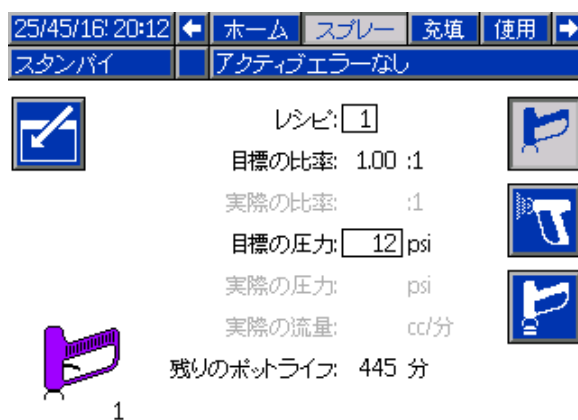 25/45/16! 20:12 ホーム スプレー 充填 使用
スタンバイ アクティブエラーなし
レシピ: 1
目標の比率: 1.00 :1
実際の比率: :1
目標の圧力: 12 psi
実際の圧力: psi
実際の流量: cc/分
残りのポットライフ: 445 分
1